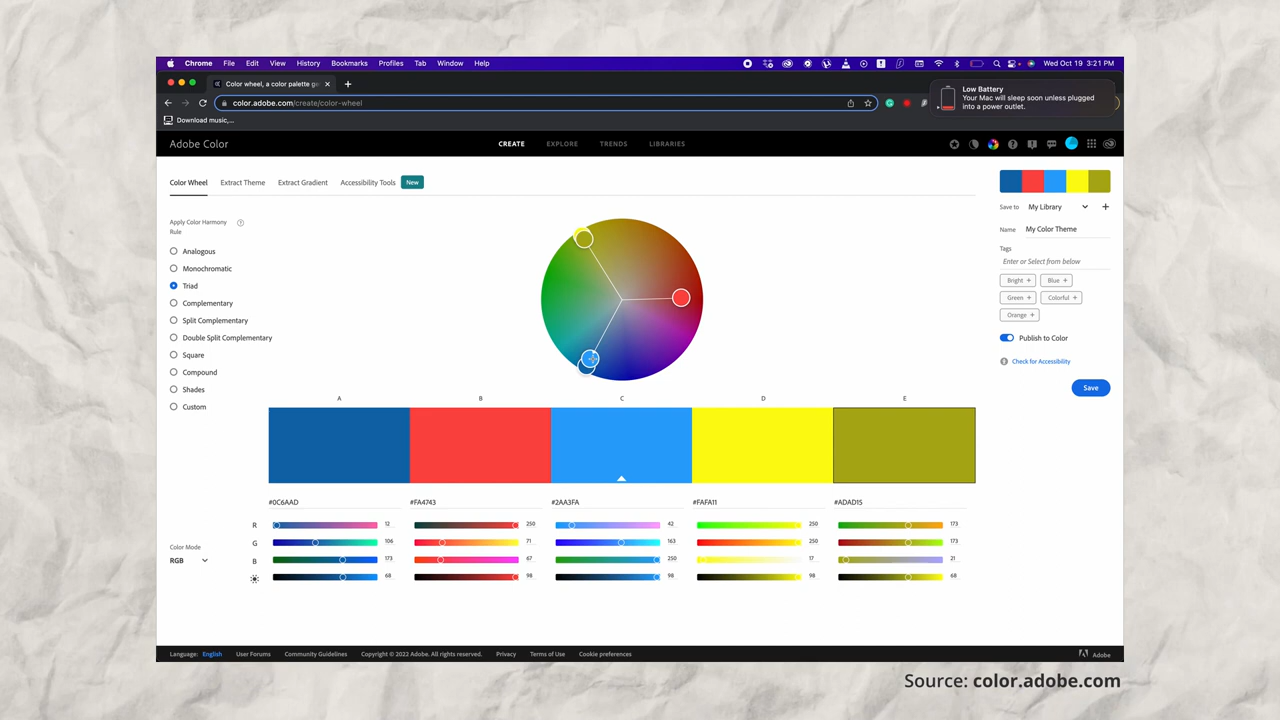 Chrome File Edit View History Bookmarks Profiles Tab Window Help Wed Oct 19 3:21 PM
Color wheel, a color palette ge
color.adobe.com/create/color-wheel
Download music,...
Low Battery
Your Mac will sleep soon unless plugged
into a power outlet.
Adobe Color CREATE EXPLORE TRENDS LIBRARIES
Color Wheel Extract Theme Extract Gradient Accessibility Tools New
Apply Color Harmony
Rule
Analogous
Monochromatic
Triad
Complementary
Split Complementary
Double Split Complementary
Square
Compound
Shades
Custom
Save to My Library
Name My Color Theme
Tags
Enter or Select from below
Bright + Blue +
Green + Colorful +
Orange +
Publish to Color
Check for Accessibility
Save
A B C D E
#0C6AAD #FA4743 #2AA3FA #FAFA11 #ADAD15
R 12 250 42 250 173
G 106 71 163 250 173
B 173 67 250 17 21
68 98 98 98 68
Color Mode
RGB
Language: English User Forums Community Guidelines Copyright © 2022 Adobe. All rights reserved. Privacy Terms of Use Cookie preferences Adobe
Source: color.adobe.com